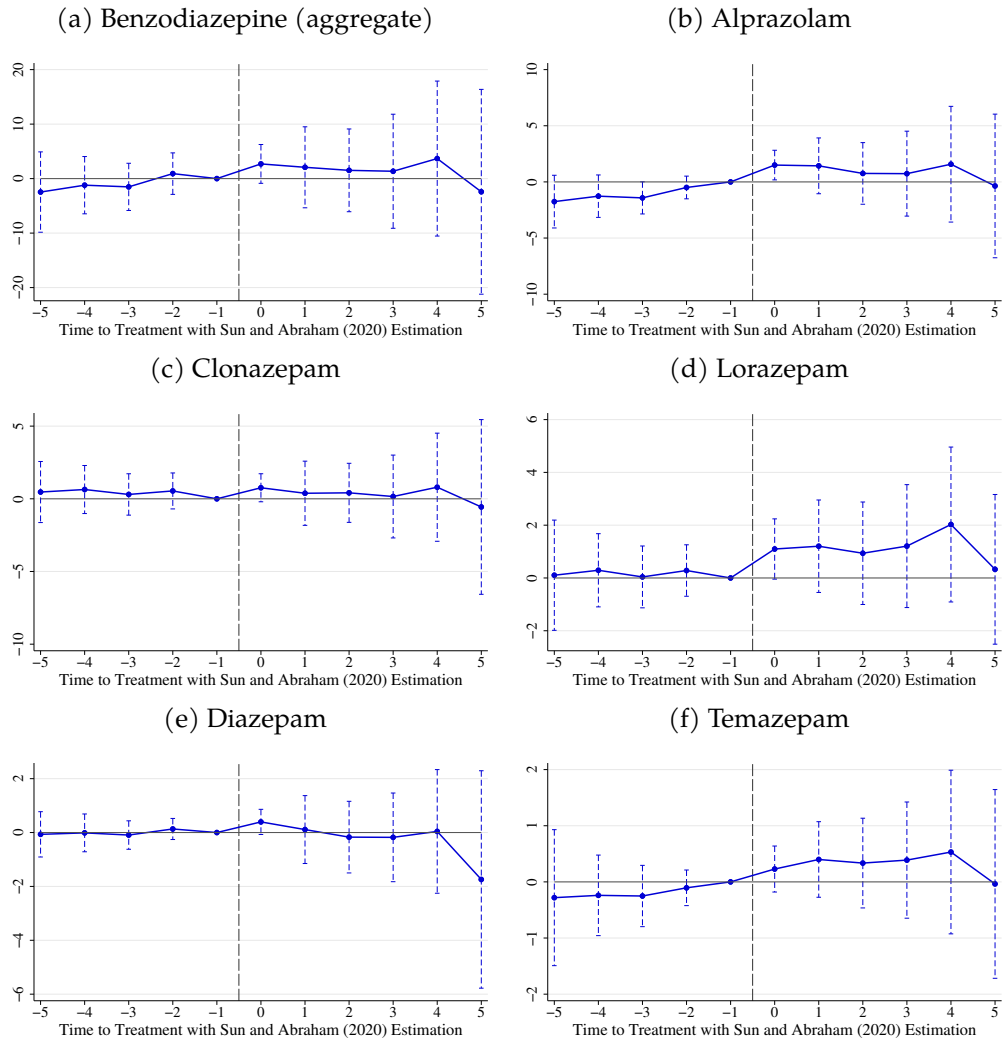 (a) Benzodiazepine (aggregate)
20
10
0
−10
−20
−5 −4 −3 −2 −1 0 1 2 3 4 5
Time to Treatment with Sun and Abraham (2020) Estimation
(b) Alprazolam
10
5
0
−5
−10
−5 −4 −3 −2 −1 0 1 2 3 4 5
Time to Treatment with Sun and Abraham (2020) Estimation
(c) Clonazepam
5
0
−5
−10
−5 −4 −3 −2 −1 0 1 2 3 4 5
Time to Treatment with Sun and Abraham (2020) Estimation
(d) Lorazepam
6
4
2
0
−2
−5 −4 −3 −2 −1 0 1 2 3 4 5
Time to Treatment with Sun and Abraham (2020) Estimation
(e) Diazepam
2
0
−2
−4
−6
−5 −4 −3 −2 −1 0 1 2 3 4 5
Time to Treatment with Sun and Abraham (2020) Estimation
(f) Temazepam
2
1
0
−1
−2
−5 −4 −3 −2 −1 0 1 2 3 4 5
Time to Treatment with Sun and Abraham (2020) Estimation